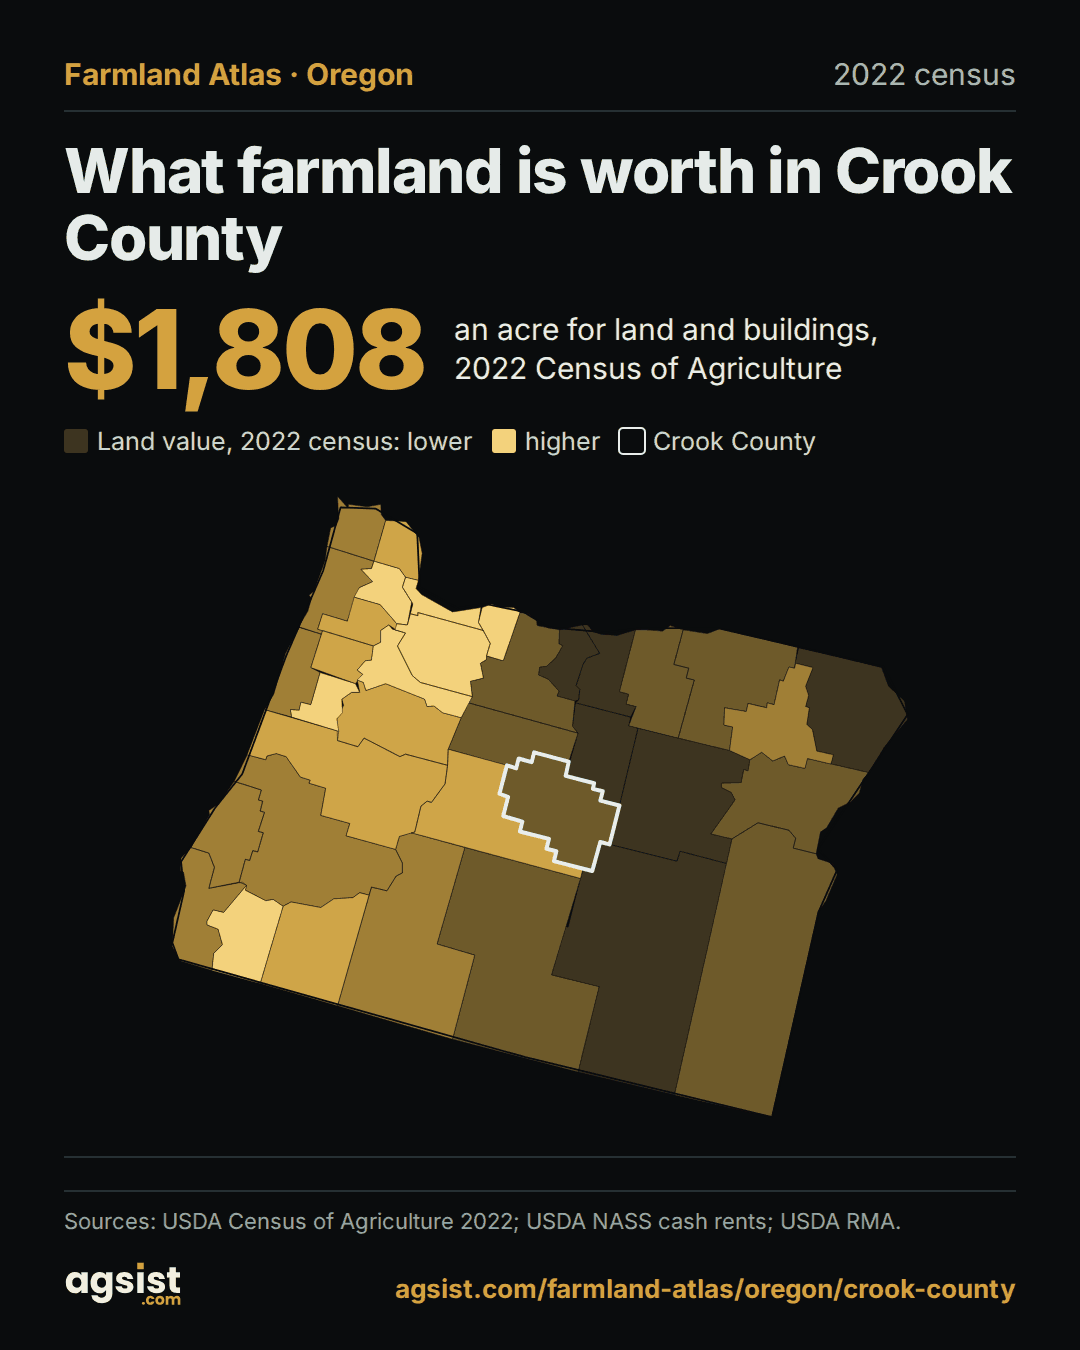 Farmland Atlas · Oregon
2022 census
What farmland is worth in Crook
County
$1,808
an acre for land and buildings,
2022 Census of Agriculture
Land value, 2022 census: lower
higher
Crook County
Sources: USDA Census of Agriculture 2022; USDA NASS cash rents; USDA RMA.
agsist
.com
agsist.com/farmland-atlas/oregon/crook-county